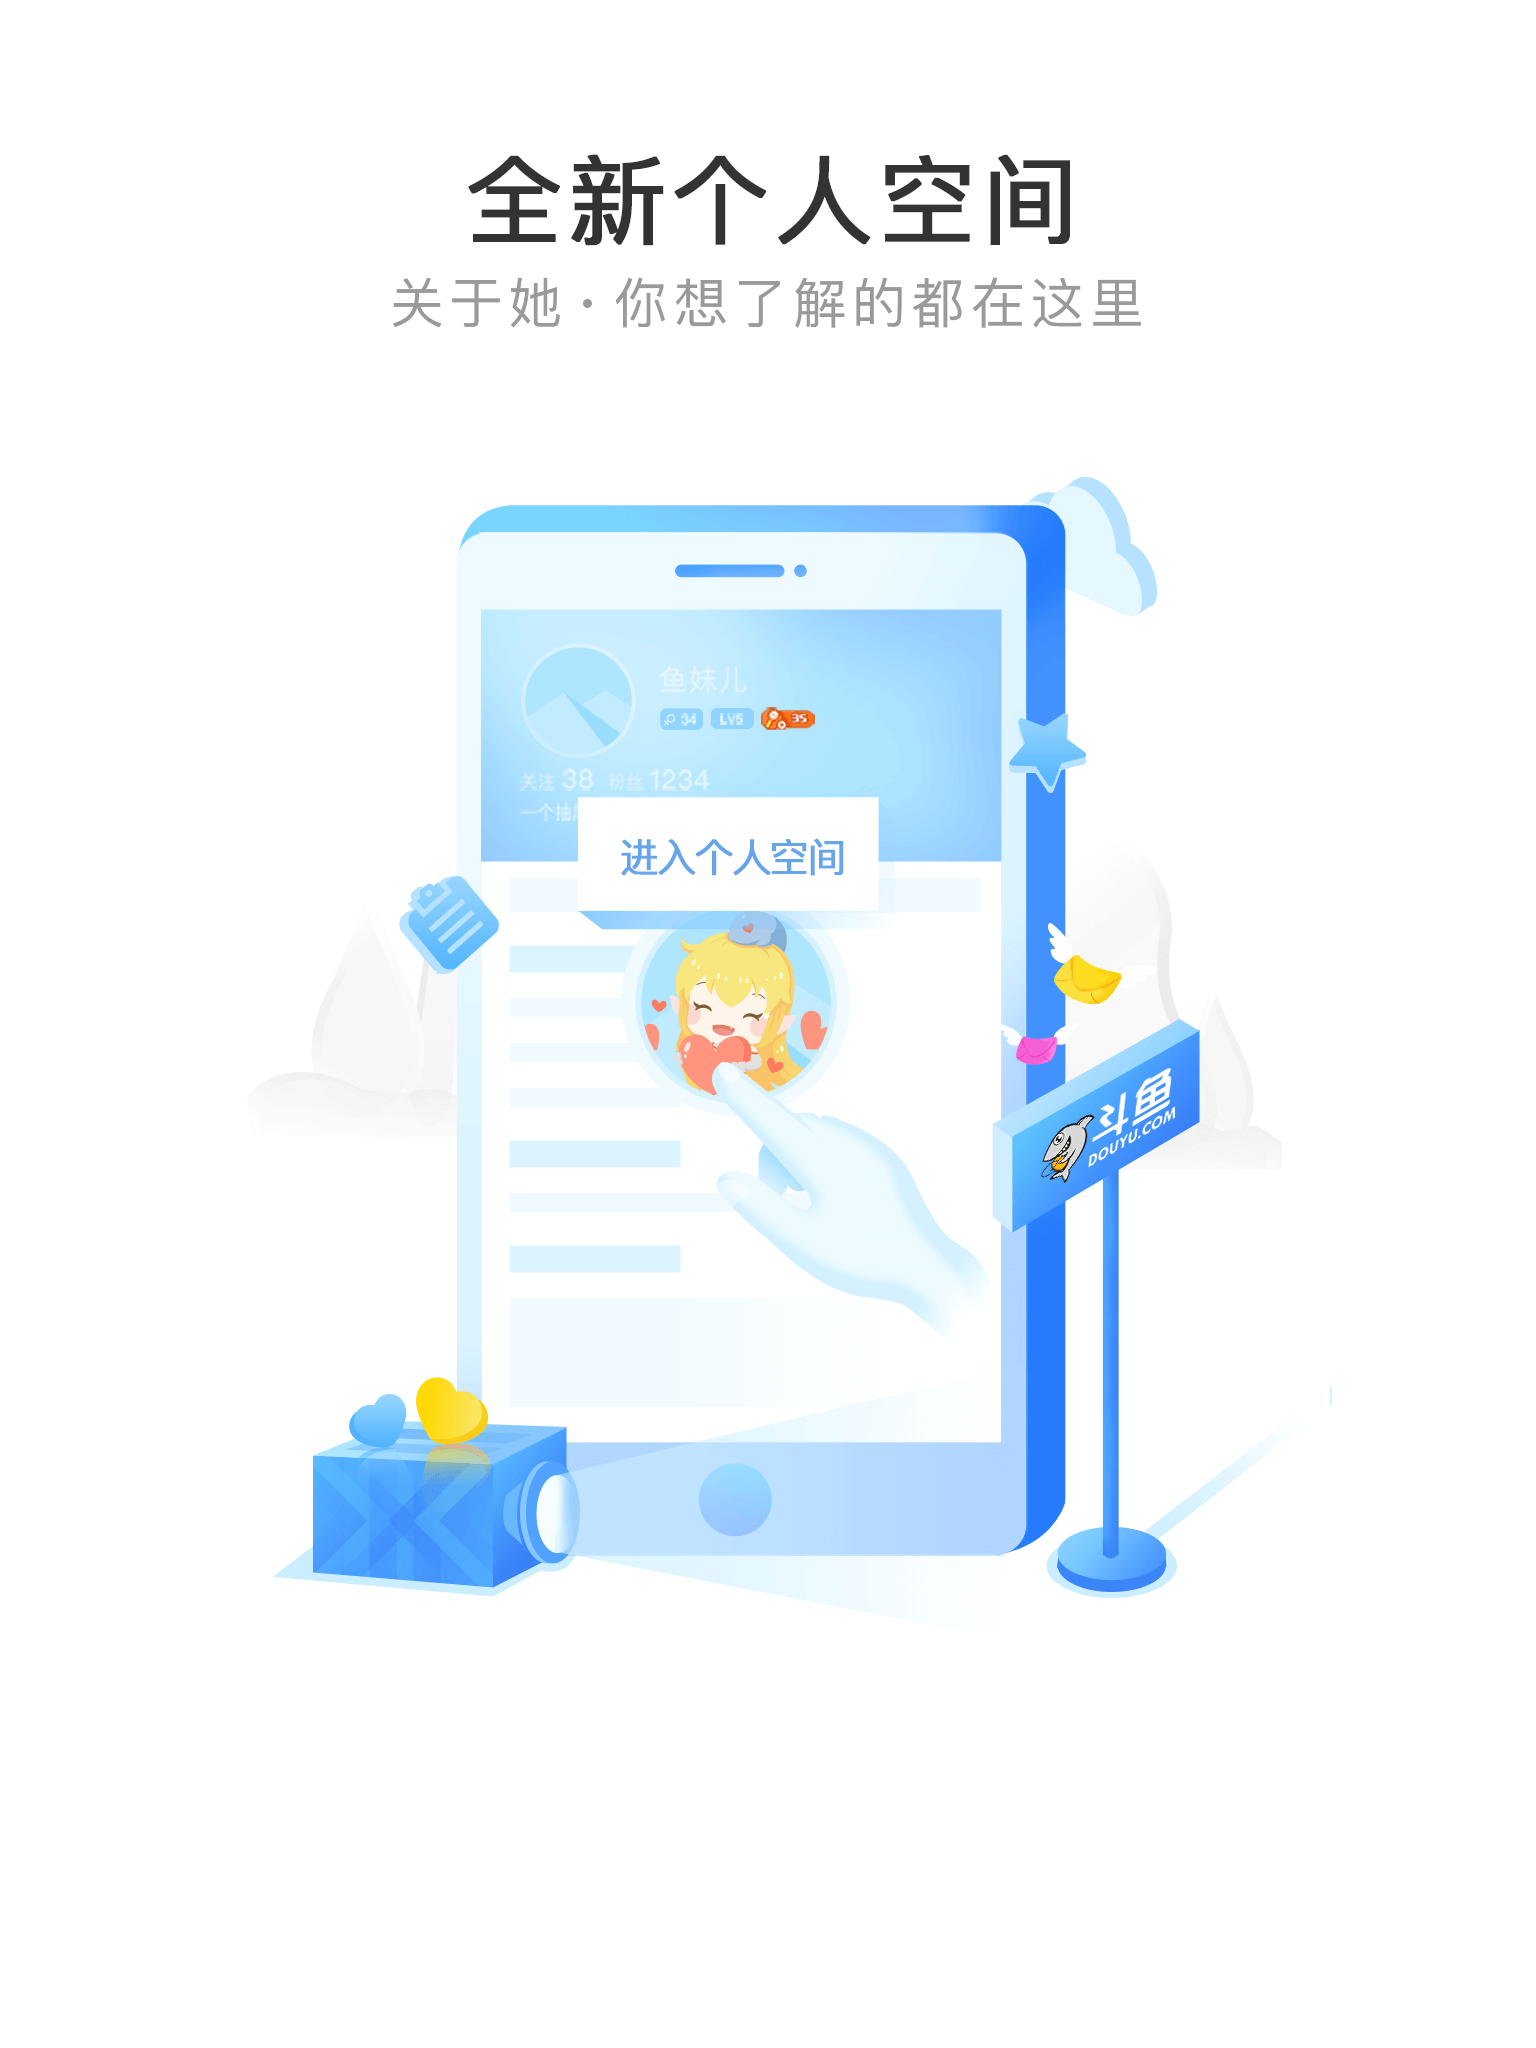 全新个人空间
关于她·你想了解的都在这里
鱼妹儿
34 LV5 35
关注 38 粉丝 1234
一个抽
进入个人空间
斗鱼
DOUYU.COM